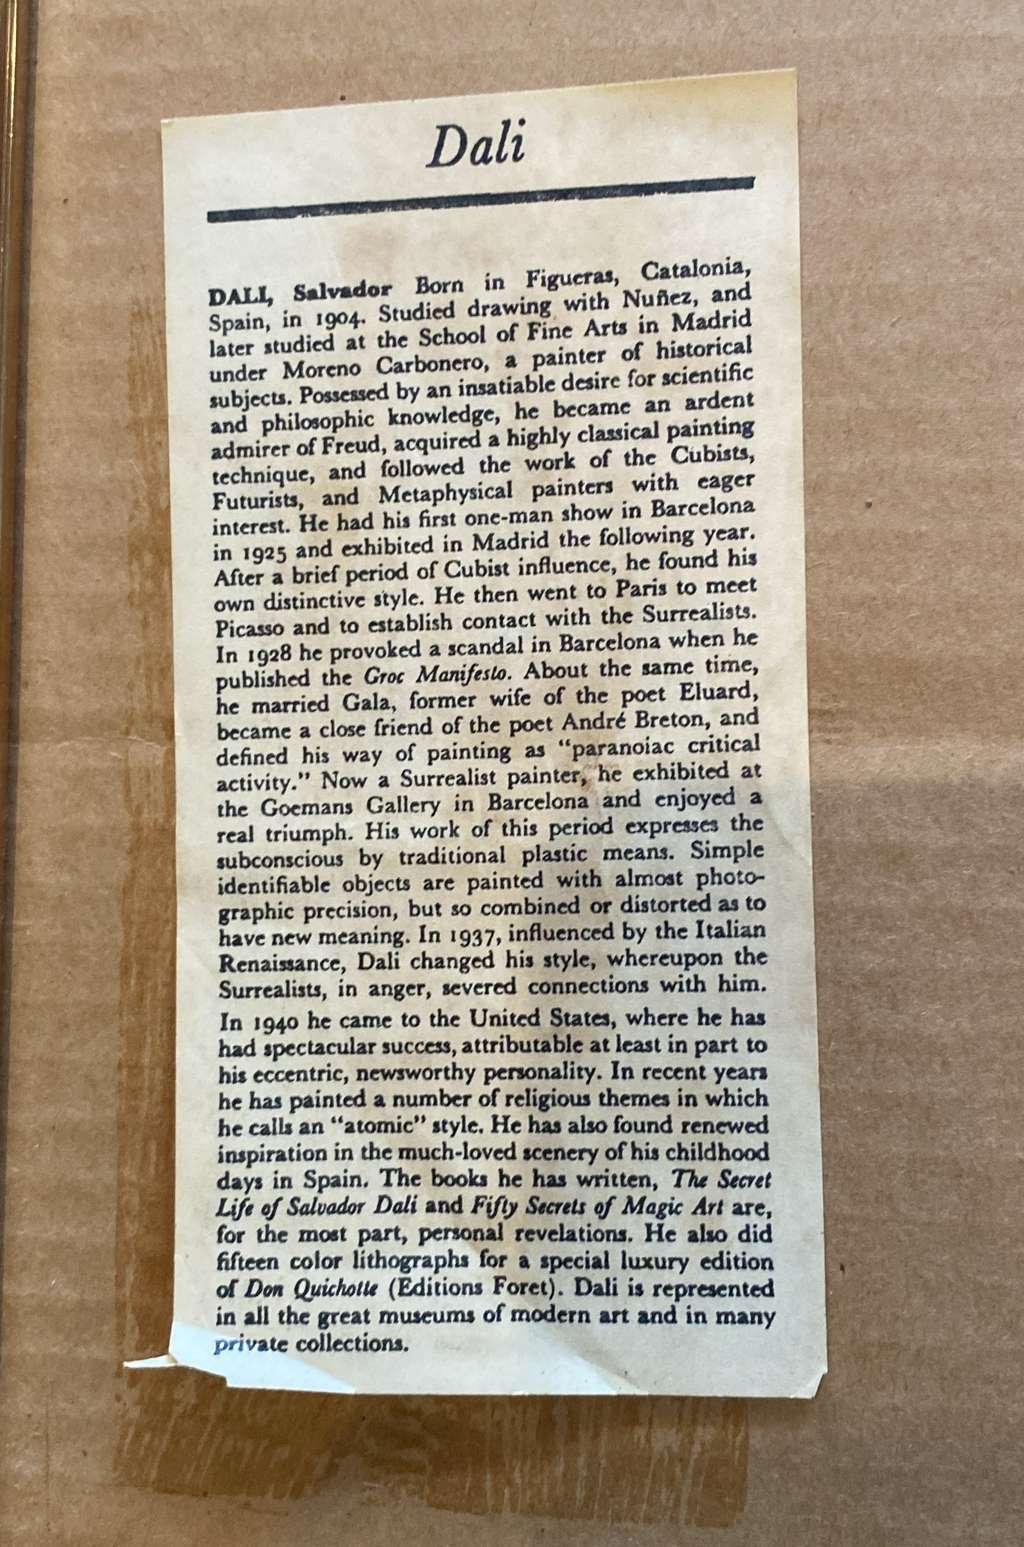 Dali
DALI, Salvador Born in Figueras, Catalonia,
Spain, in 1904. Studied drawing with Nuñez, and
later studied at the School of Fine Arts in Madrid
under Moreno Carbonero, a painter of historical
subjects. Possessed by an insatiable desire for scientific
and philosophic knowledge, he became an ardent
admirer of Freud, acquired a highly classical painting
technique, and followed the work of the Cubists,
Futurists, and Metaphysical painters with eager
interest. He had his first one-man show in Barcelona
in 1925 and exhibited in Madrid the following year.
After a brief period of Cubist influence, he found his
own distinctive style. He then went to Paris to meet
Picasso and to establish contact with the Surrealists.
In 1928 he provoked a scandal in Barcelona when he
published the Groc Manifesto. About the same time,
he married Gala, former wife of the poet Eluard,
became a close friend of the poet André Breton, and
defined his way of painting as "paranoiac critical
activity." Now a Surrealist painter, he exhibited at
the Goemans Gallery in Barcelona and enjoyed a
real triumph. His work of this period expresses the
subconscious by traditional plastic means. Simple
identifiable objects are painted with almost photo-
graphic precision, but so combined or distorted as to
have new meaning. In 1937, influenced by the Italian
Renaissance, Dali changed his style, whereupon the
Surrealists, in anger, severed connections with him.
In 1940 he came to the United States, where he has
had spectacular success, attributable at least in part to
his eccentric, newsworthy personality. In recent years
he has painted a number of religious themes in which
he calls an "atomic" style. He has also found renewed
inspiration in the much-loved scenery of his childhood
days in Spain. The books he has written, The Secret
Life of Salvador Dali and Fifty Secrets of Magic Art are,
for the most part, personal revelations. He also did
fifteen color lithographs for a special luxury edition
of Don Quichotte (Editions Foret). Dali is represented
in all the great museums of modern art and in many
private collections.